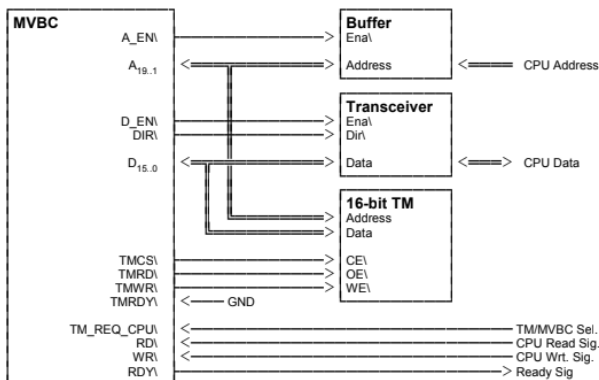 MVBC
Buffer
A_EN\ Ena\
A19..1 Address CPU Address
Transceiver
D_EN\ Ena\
DIR\ Dir\
D15..0 Data CPU Data
16-bit TM
Address
Data
TMCS\ CE\
TMRD\ OE\
TMWR\ WE\
TMRDY\ GND
TM_REQ_CPU\ TM/MVBC Sel.
RD\ CPU Read Sig.
WR\ CPU Wrt. Sig.
RDY\ Ready Sig